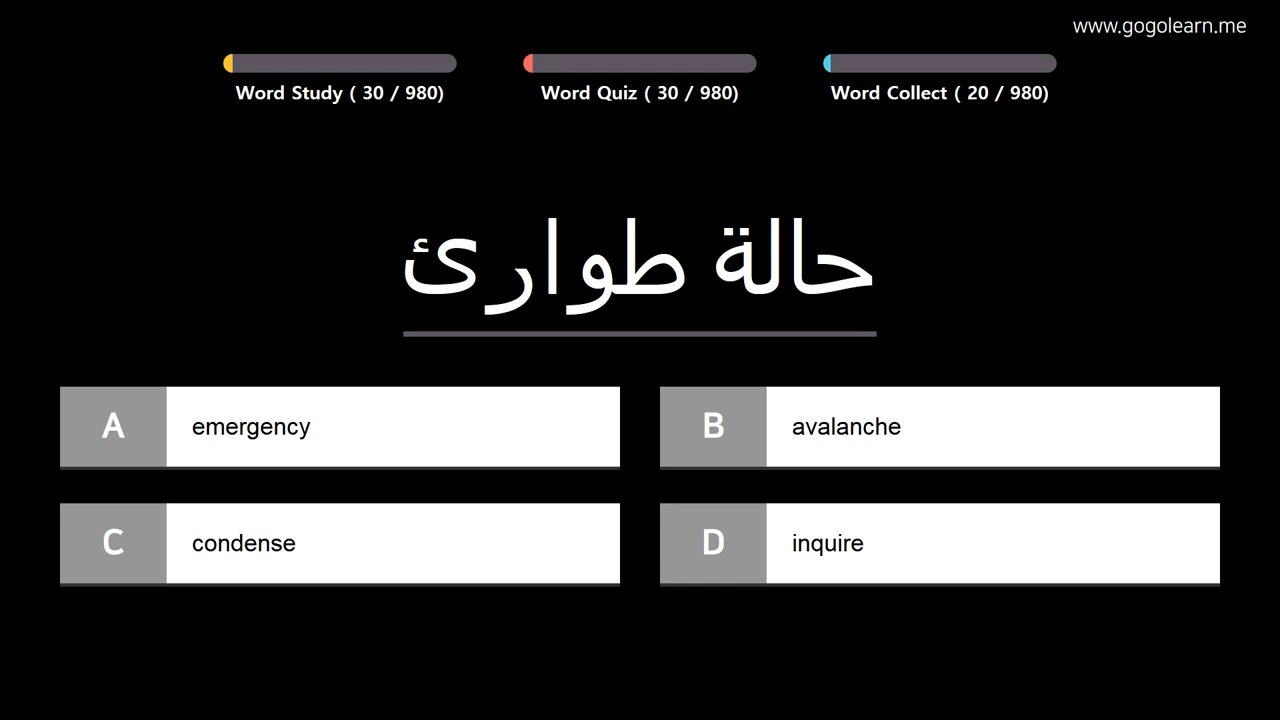 www.gogolearn.me
Word Study ( 30 / 980)
Word Quiz ( 30 / 980)
Word Collect ( 20 / 980)
حالة طوارئ
A emergency
B avalanche
C condense
D inquire